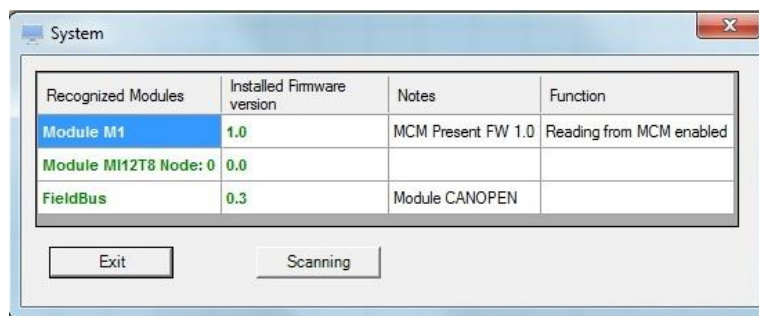 System
Recognized Modules
Installed Firmware
version
Notes
Function
Module M1 1.0 MCM Present FW 1.0 Reading from MCM enabled
Module MI12T8 Node: 0 0.0
FieldBus 0.3 Module CANOPEN
Exit Scanning